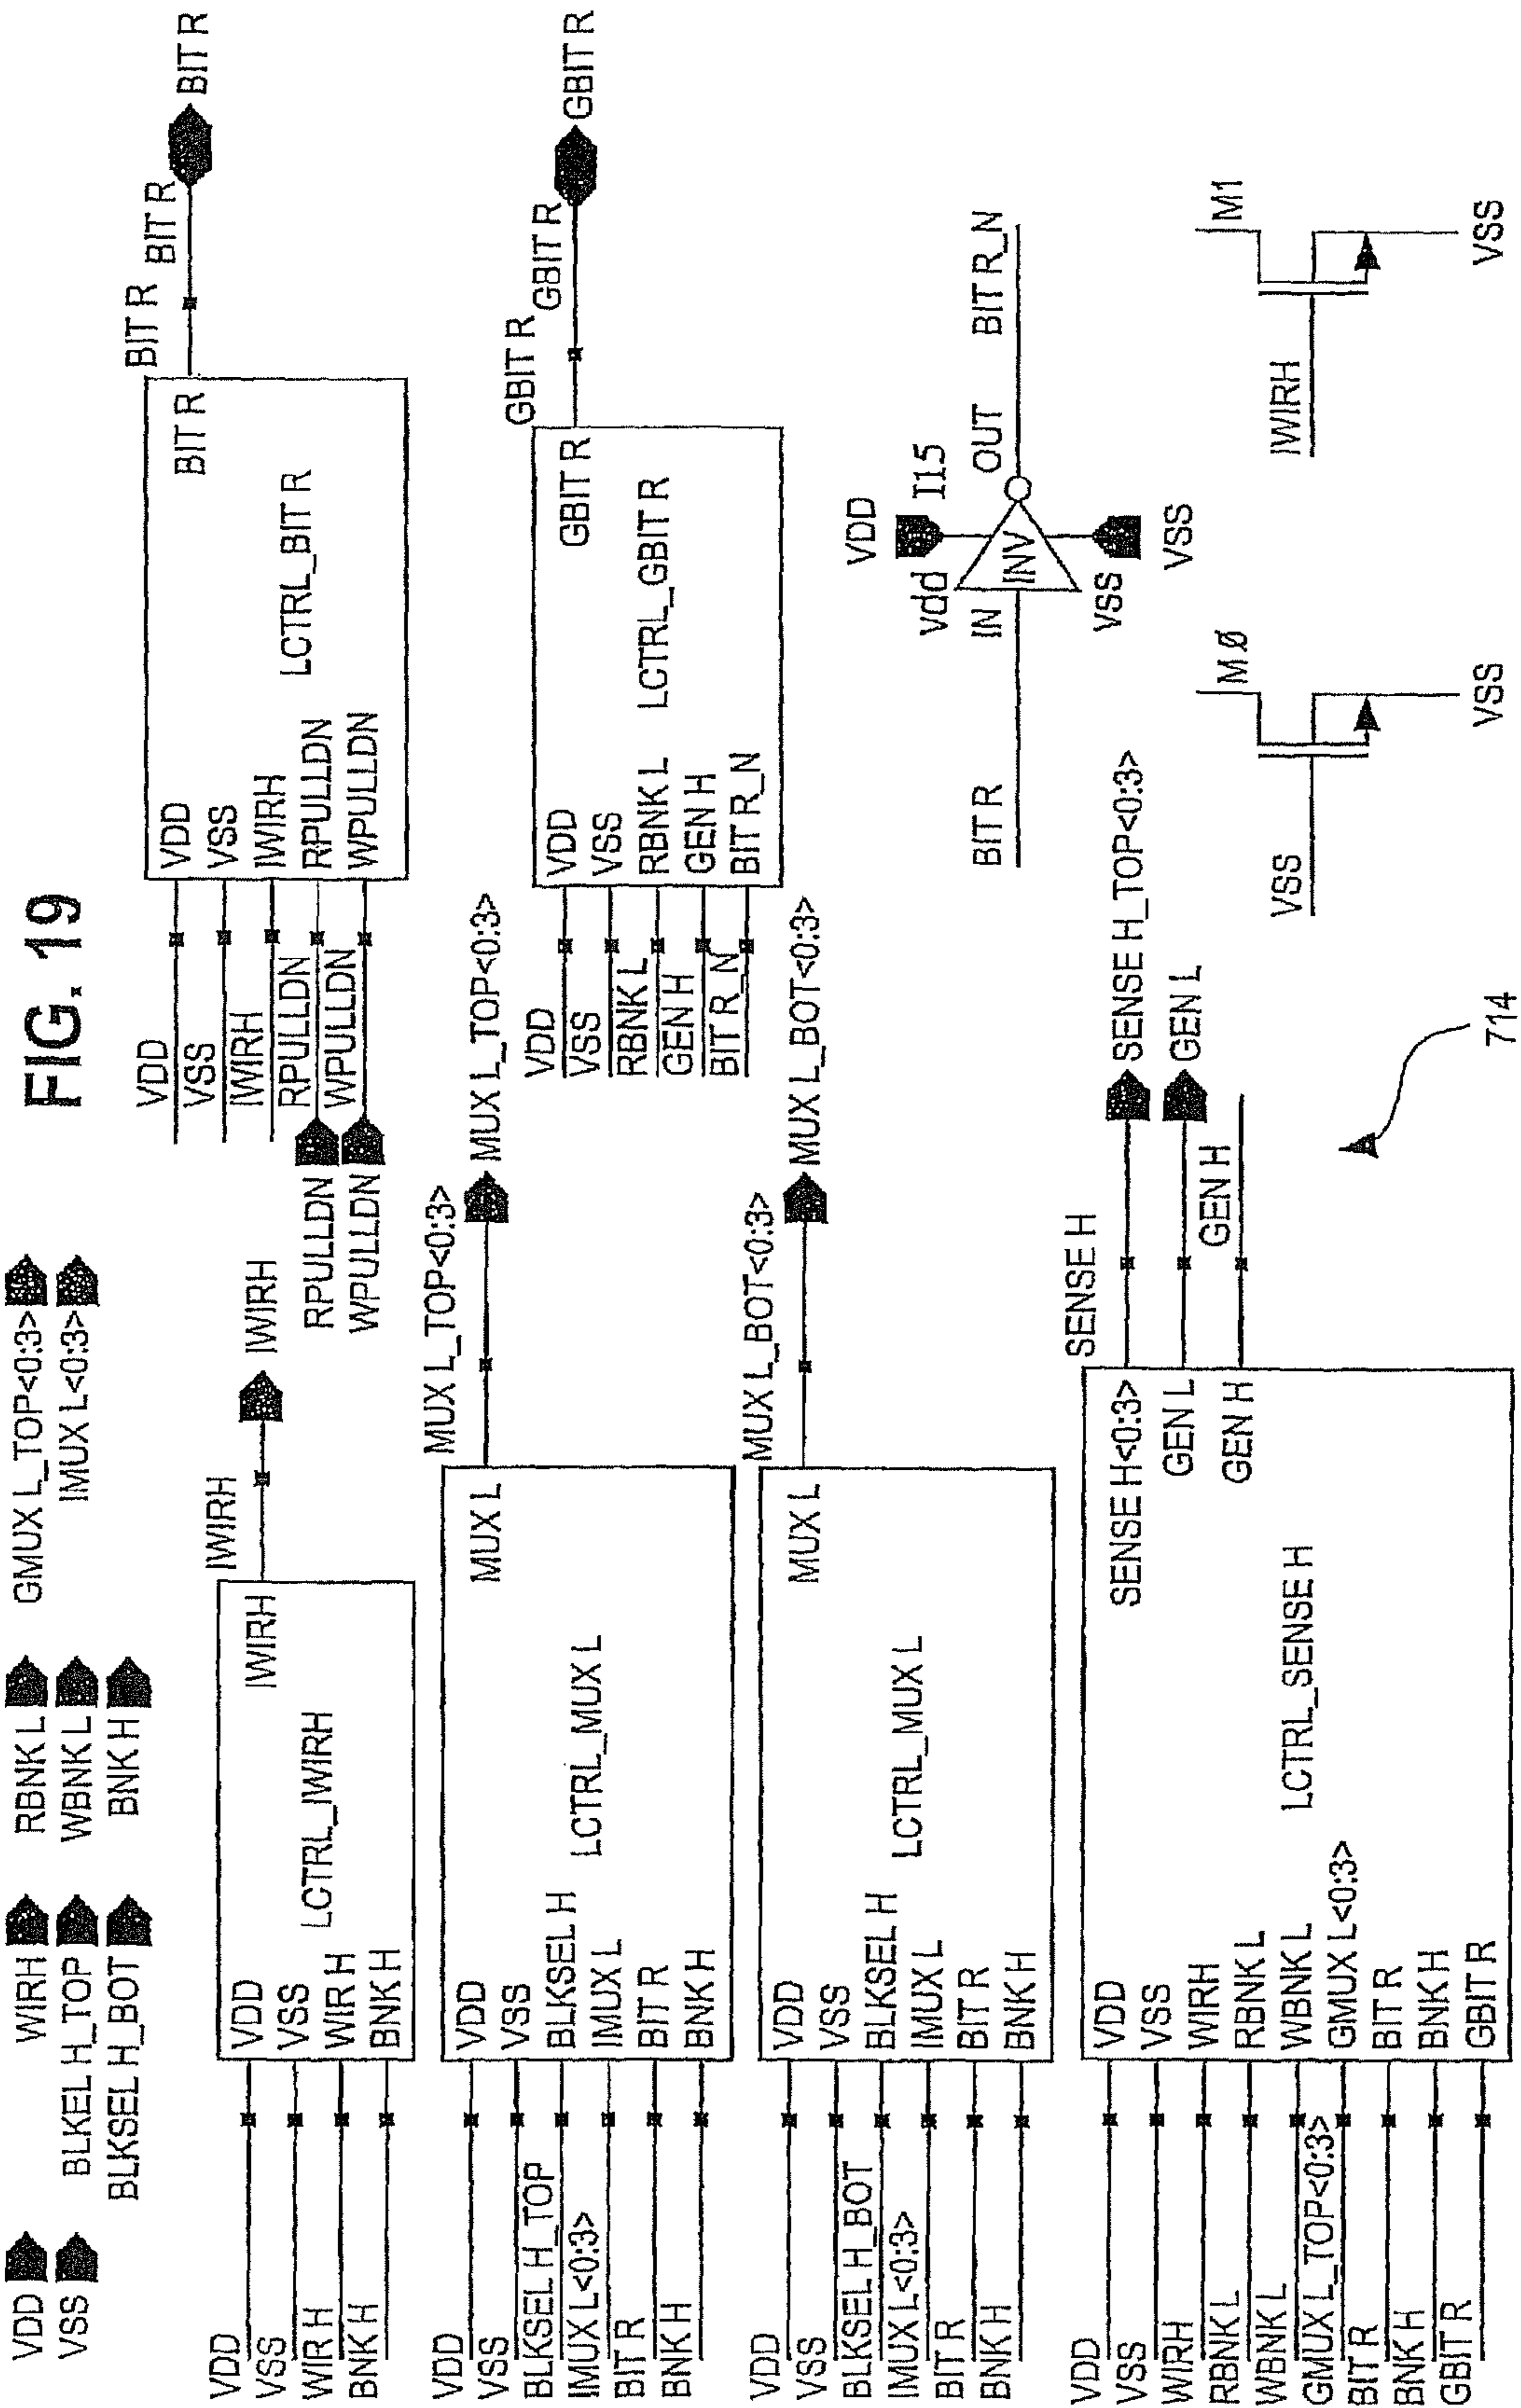 FIG. 19
VDD
VSS
WIRH
BLKEL H_TOP
BLKSEL H_BOT
RBNK L
WBNK L
BNK H
GMUX L_TOP<0:3>
IMUX L<0:3>
VDD
VSS
WIR H
BNK H
VDD
VSS
WIR H
BNK H
LCTRL_IWIRH
IWIRH
IWIRH
IWIRH
VDD
VSS
IWIRH
RPULLDN
WPULLDN
RPULLDN
WPULLDN
VDD
VSS
IWIRH
RPULLDN
WPULLDN
LCTRL_BIT R
BIT R
BIT R
BIT R
BIT R
VDD
VSS
BLKSEL H_TOP
IMUX L<0:3>
BIT R
BNK H
VDD
VSS
BLKSEL H
IMUX L
BIT R
BNK H
LCTRL_MUX L
MUX L
MUX L_TOP<0:3>
MUX L_TOP<0:3>
VDD
VSS
RBNK L
GEN H
BIT R_N
VDD
VSS
RBNK L
GEN H
BIT R_N
LCTRL_GBIT R
GBIT R
GBIT R
GBIT R
GBIT R
VDD
VSS
BLKSEL H_BOT
IMUX L<0:3>
BIT R
BNK H
VDD
VSS
BLKSEL H
IMUX L
BIT R
BNK H
LCTRL_MUX L
MUX L
MUX L_BOT<0:3>
MUX L_BOT<0:3>
BIT R
IN
Vdd
VDD
I15
INV
VSS
VSS
OUT
BIT R_N
VDD
VSS
WIRH
RBNK L
WBNK L
GMUX L_TOP<0:3>
BIT R
BNK H
GBIT R
VDD
VSS
WIRH
RBNK L
WBNK L
GMUX L<0:3>
BIT R
BNK H
GBIT R
LCTRL_SENSE H
SENSE H<0:3>
GEN L
GEN H
SENSE H
GEN H
SENSE H_TOP<0:3>
GEN L
VSS
MØ
VSS
IWIRH
M1
VSS
714